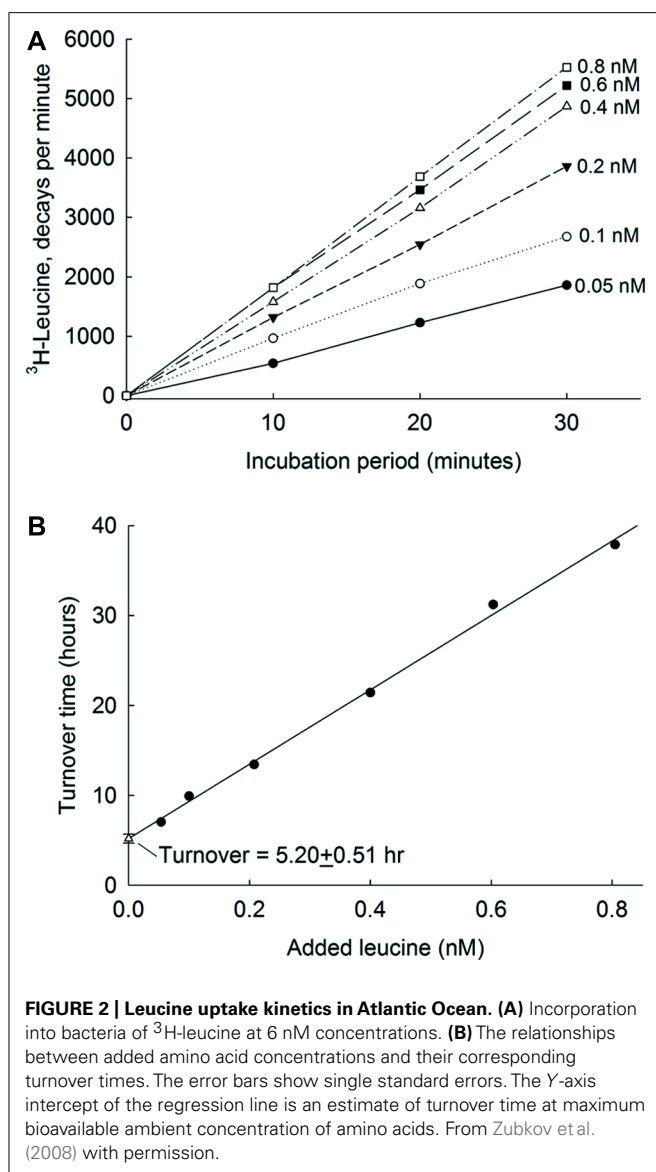 A
³H-Leucine, decays per minute
6000
5000
4000
3000
2000
1000
0
0.8 nM
0.6 nM
0.4 nM
0.2 nM
0.1 nM
0.05 nM
0 10 20 30
Incubation period (minutes)
B
Turnover time (hours)
40
30
20
10
0
Turnover = 5.20±0.51 hr
0.0 0.2 0.4 0.6 0.8
Added leucine (nM)
FIGURE 2 | Leucine uptake kinetics in Atlantic Ocean. (A) Incorporation
into bacteria of ³H-leucine at 6 nM concentrations. (B) The relationships
between added amino acid concentrations and their corresponding
turnover times. The error bars show single standard errors. The Y-axis
intercept of the regression line is an estimate of turnover time at maximum
bioavailable ambient concentration of amino acids. From Zubkov et al.
(2008) with permission.